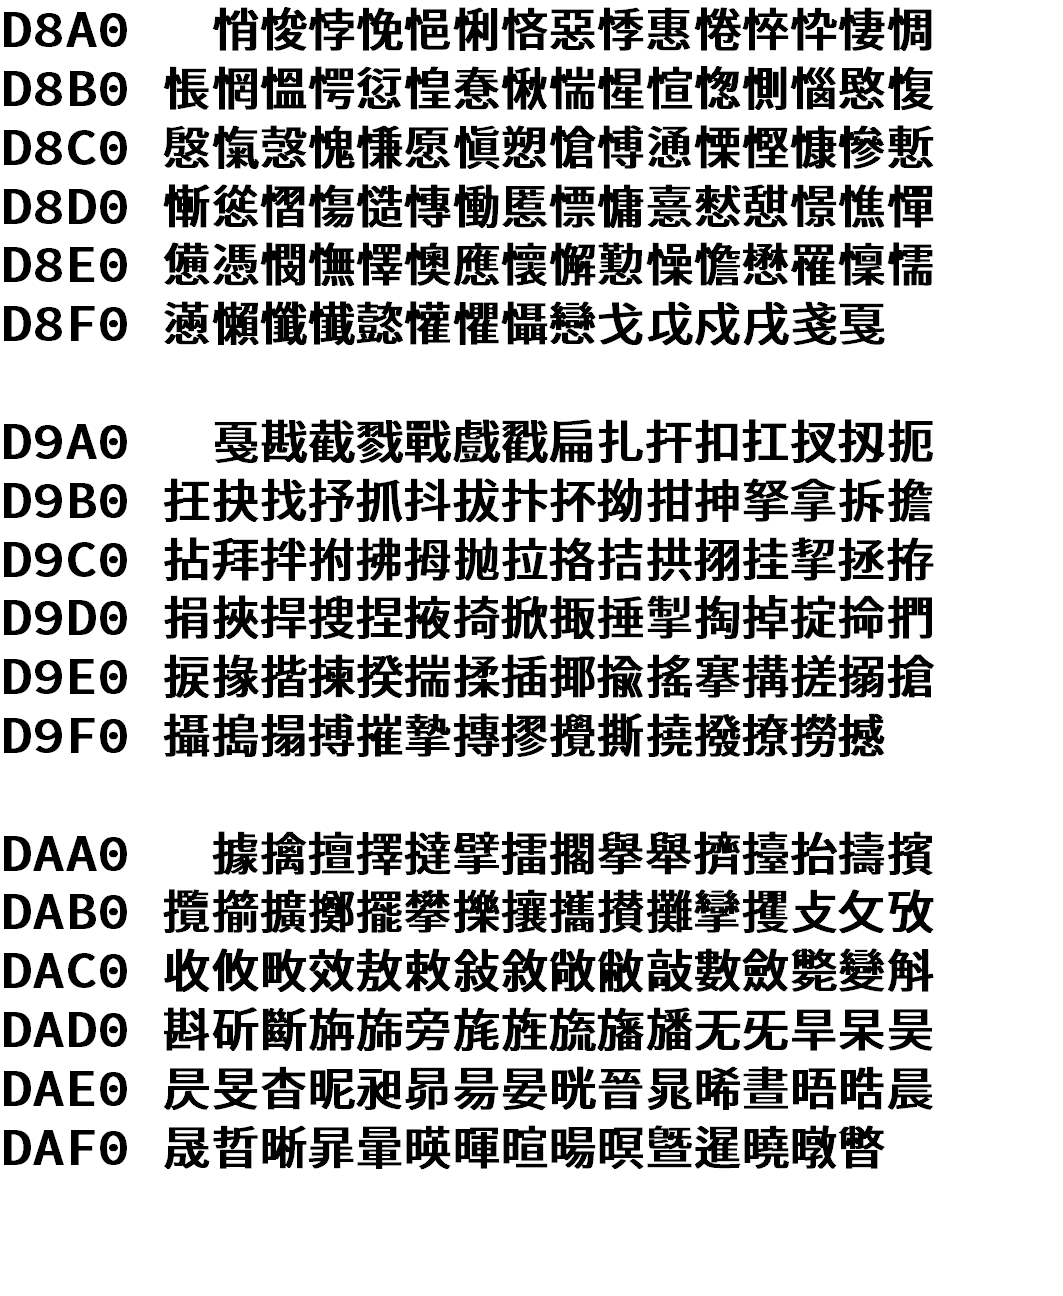 D8A0 悄悛悖悗悒悧悋惡悸惠惓悴忰悽惆
D8B0 悵惘慍愕愆惶惷愀惴惺愃愡惻惱愍愎
D8C0 慇愾愨愧慊愿愼愬愴愽慂慄慳慷慘慙
D8D0 慚慫慴慯慥慱慟慝慓慵憙憖憇憬憔憚
D8E0 憊憑憫憮懌懊應懷懈懃懆憺懋罹懍懦
D8F0 懣懶懺懴懿懽懼懾戀戈戉戍戌戔戛
D9A0 戞戡截戮戰戲戳扁扎扞扣扛扠扨扼
D9B0 抂抉找抒抓抖拔抃抔拗拑抻拏拿拆擔
D9C0 拈拜拌拊拂拇抛拉挌拮拱挧挂挈拯拵
D9D0 捐挾捍搜捏掖掎掀掫捶掣掏掉掟掵捫
D9E0 捩掾揩揀揆揣揉插揶揄搖搴搆搓搦搶
D9F0 攝搗搨搏摧摯摶摎攪撕撓撥撩撈撼
DAA0 據擒擅擇撻擘擂擱擧舉擠擡抬擣擯
DAB0 攬擶擴擲擺攀擽攘攜攅攤攣攫攴攵攷
DAC0 收攸畋效敖敕敍敘敞敝敲數斂斃變斛
DAD0 斟斫斷旃旆旁旄旌旒旛旙无旡旱杲昊
DAE0 昃旻杳昵昶昴昜晏晄晉晁晞晝晤晧晨
DAF0 晟晢晰暃暈暎暉暄暘暝曁暹曉暾暼